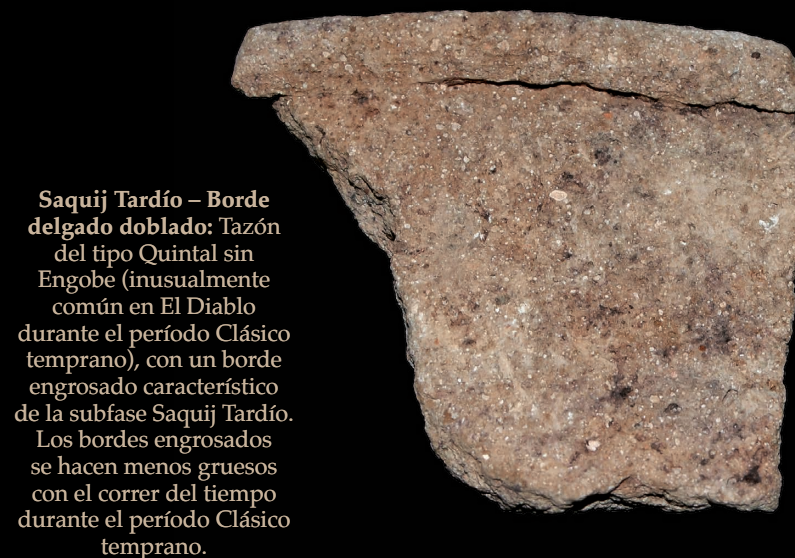 Saquij Tardío – Borde
delgado doblado: Tazón
del tipo Quintal sin
Engobe (inusualmente
común en El Diablo
durante el período Clásico
temprano), con un borde
engrosado característico
de la subfase Saquij Tardío.
Los bordes engrosados
se hacen menos gruesos
con el correr del tiempo
durante el período Clásico
temprano.